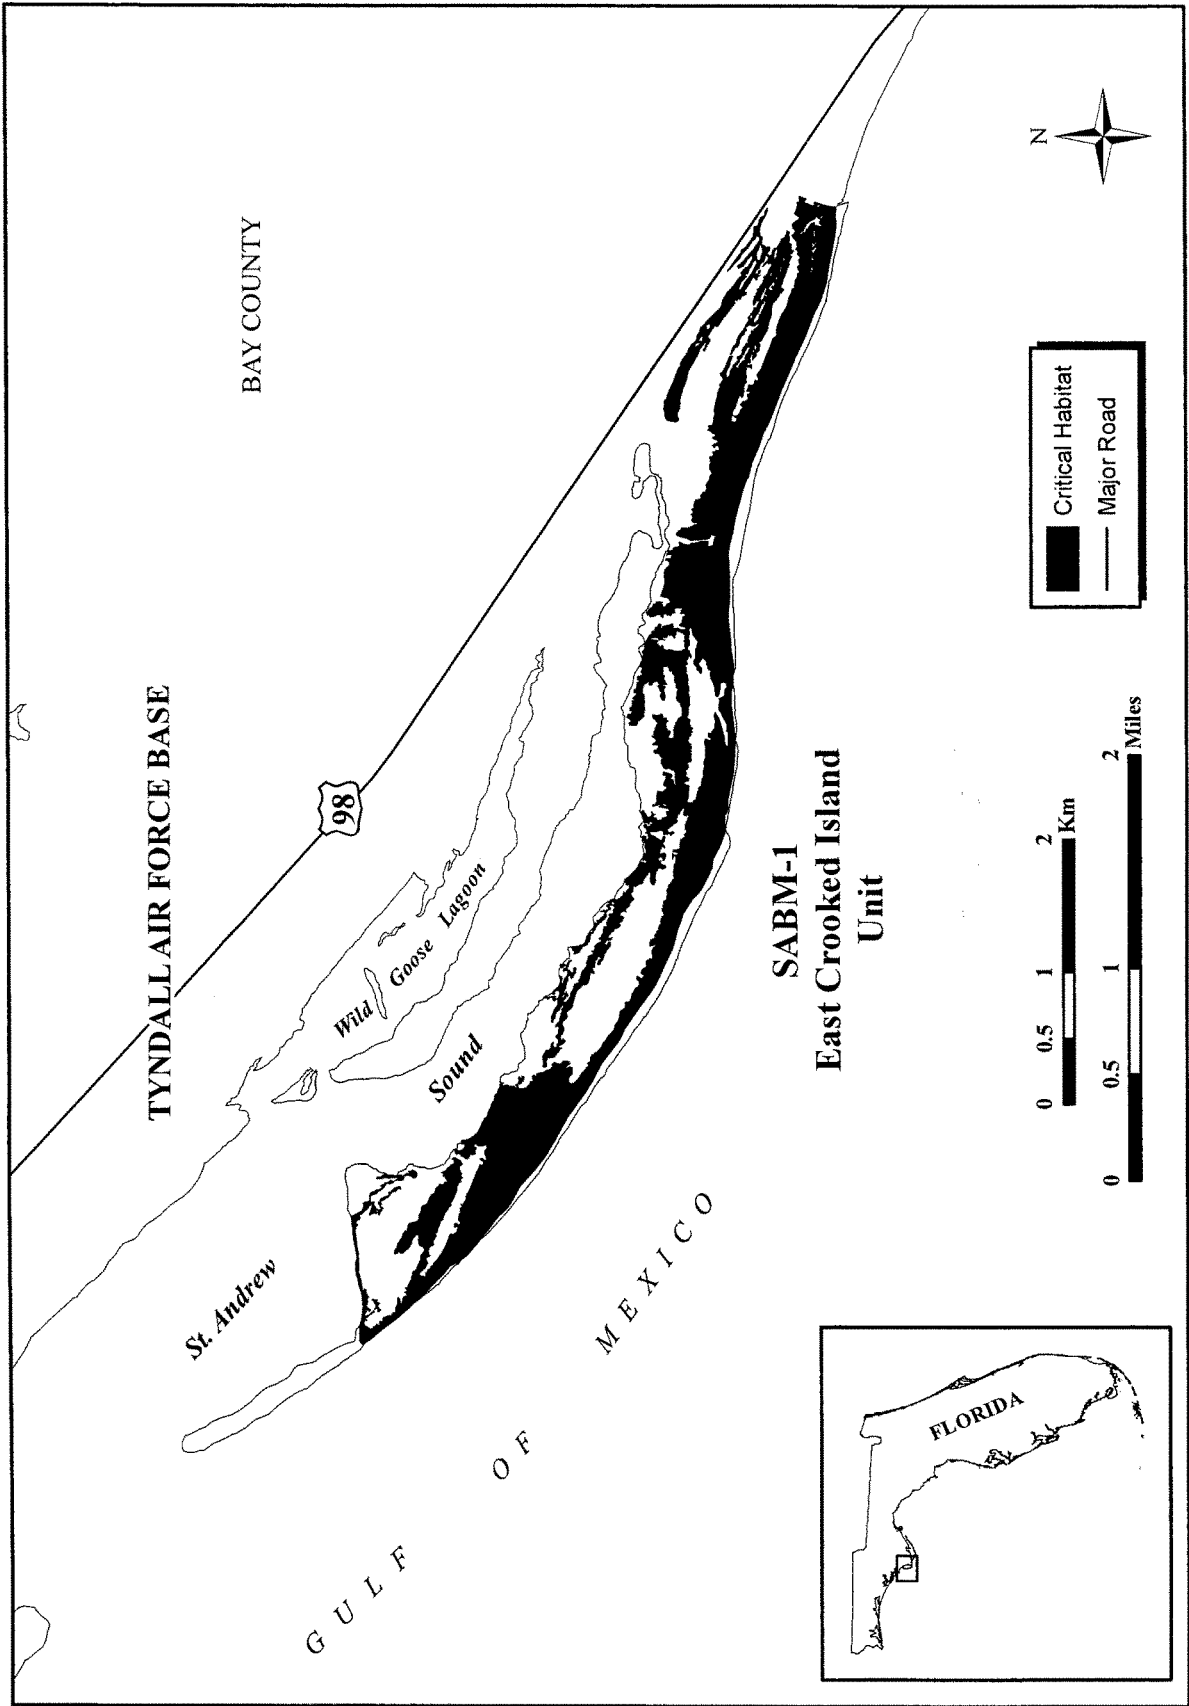 TYNDALL AIR FORCE BASE
BAY COUNTY
98
Wild Goose Lagoon
St. Andrew Sound
GULF OF MEXICO
SABM-1
East Crooked Island
Unit
N
0 0.5 1 2
Km
0 0.5 1 2
Miles
Critical Habitat
Major Road
FLORIDA